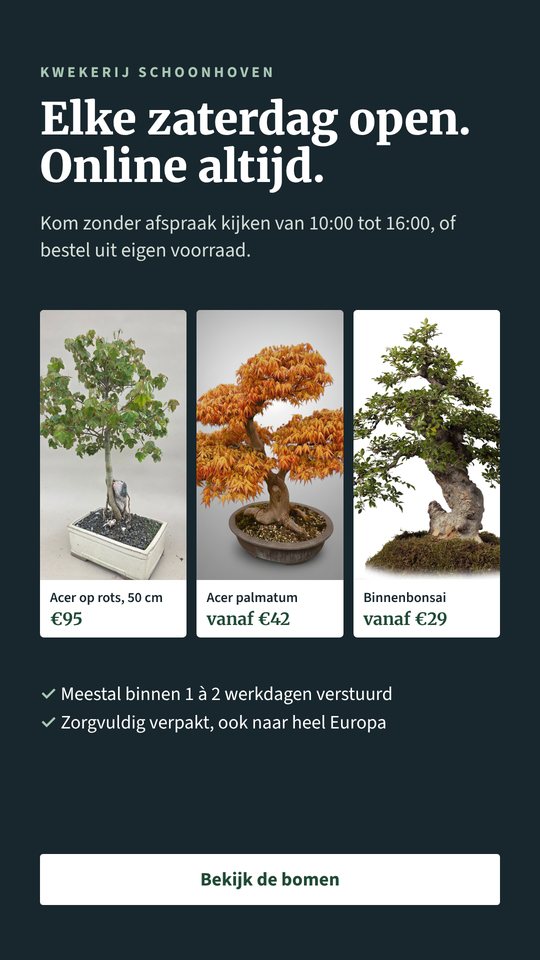 KWEKERIJ SCHOONHOVEN
Elke zaterdag open.
Online altijd.
Kom zonder afspraak kijken van 10:00 tot 16:00, of
bestel uit eigen voorraad.
Acer op rots, 50 cm
€95
Acer palmatum
vanaf €42
Binnenbonsai
vanaf €29
✓ Meestal binnen 1 à 2 werkdagen verstuurd
✓ Zorgvuldig verpakt, ook naar heel Europa
Bekijk de bomen